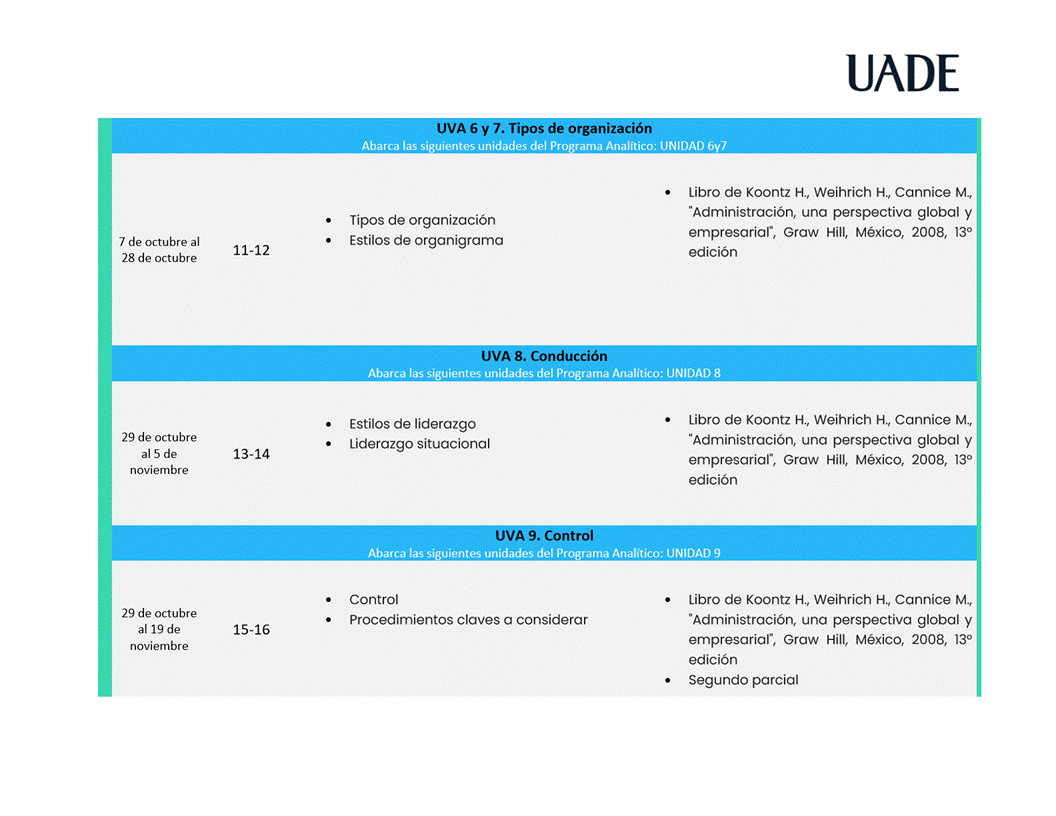 UADE
UVA 6 y 7. Tipos de organización
Abarca las siguientes unidades del Programa Analítico: UNIDAD 6y7
7 de octubre al
28 de octubre
11-12
• Tipos de organización
• Estilos de organigrama
• Libro de Koontz H., Weihrich H., Cannice M.,
"Administración, una perspectiva global y
empresarial", Graw Hill, México, 2008, 13º
edición
UVA 8. Conducción
Abarca las siguientes unidades del Programa Analítico: UNIDAD 8
29 de octubre
al 5 de
noviembre
13-14
• Estilos de liderazgo
• Liderazgo situacional
• Libro de Koontz H., Weihrich H., Cannice M.,
"Administración, una perspectiva global y
empresarial", Graw Hill, México, 2008, 13º
edición
UVA 9. Control
Abarca las siguientes unidades del Programa Analítico: UNIDAD 9
29 de octubre
al 19 de
noviembre
15-16
• Control
• Procedimientos claves a considerar
• Libro de Koontz H., Weihrich H., Cannice M.,
"Administración, una perspectiva global y
empresarial", Graw Hill, México, 2008, 13º
edición
• Segundo parcial